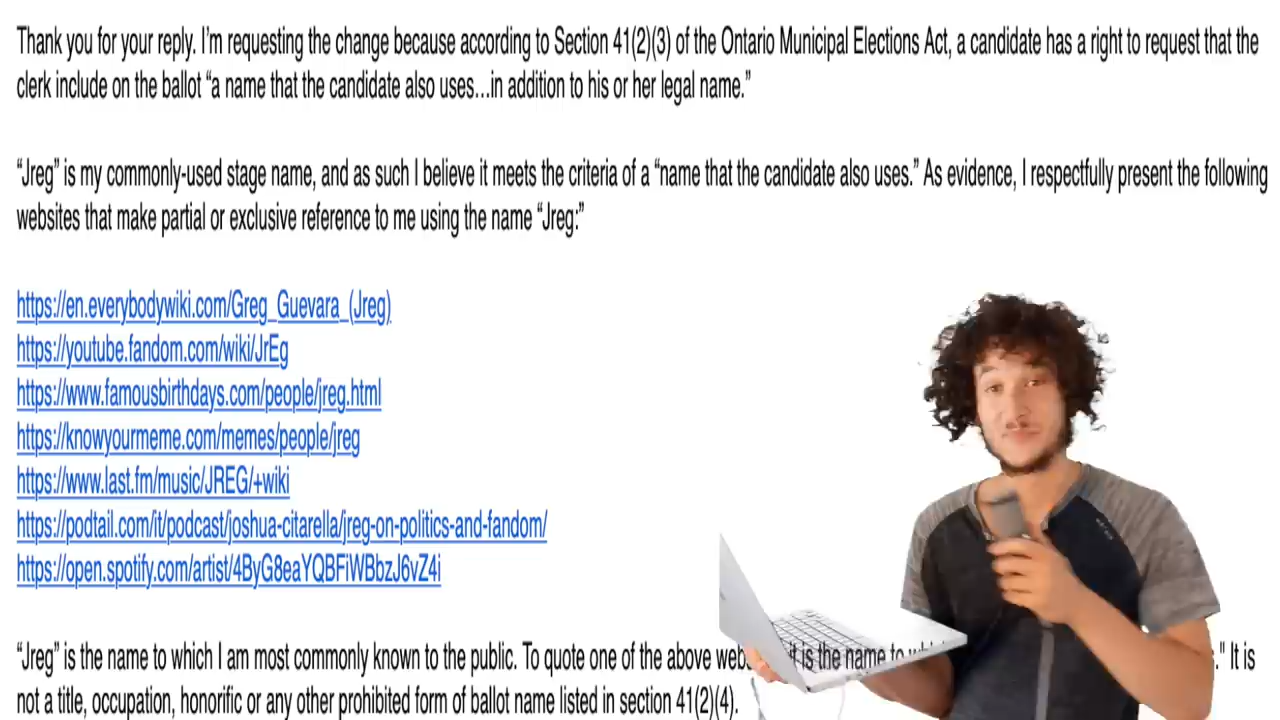 Thank you for your reply. I'm requesting the change because according to Section 41(2)(3) of the Ontario Municipal Elections Act, a candidate has a right to request that the
clerk include on the ballot “a name that the candidate also uses...in addition to his or her legal name.”
“Jreg” is my commonly-used stage name, and as such I believe it meets the criteria of a “name that the candidate also uses.” As evidence, I respectfully present the following
websites that make partial or exclusive reference to me using the name “Jreg:”
https://en.everybodywiki.com/Greg_Guevara_(Jreg)
https://youtube.fandom.com/wiki/JrEg
https://www.famousbirthdays.com/people/jreg.html
https://knowyourmeme.com/memes/people/jreg
https://www.last.fm/music/JREG/+wiki
https://podtail.com/it/podcast/joshua-citarella/jreg-on-politics-and-fandom/
https://open.spotify.com/artist/4ByG8eaYQBFiWBbzJ6vZ4i
“Jreg” is the name to which I am most commonly known to the public. To quote one of the above it is the name to It is
not a title, occupation, honorific or any other prohibited form of ballot name listed in section 41(2)(4).